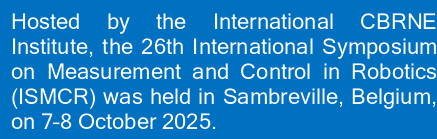 Hosted by the International CBRNE
Institute, the 26th International Symposium
on Measurement and Control in Robotics
(ISMCR) was held in Sambreville, Belgium,
on 7-8 October 2025.